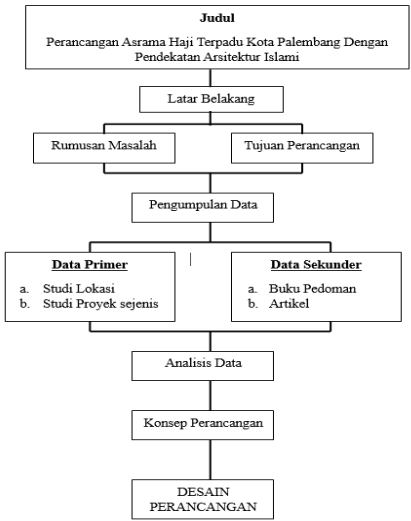 Judul
Perancangan Asrama Haji Terpadu Kota Palembang Dengan
Pendekatan Arsitektur Islami
Latar Belakang
Rumusan Masalah
Tujuan Perancangan
Pengumpulan Data
Data Primer
a. Studi Lokasi
b. Studi Proyek sejenis
Data Sekunder
a. Buku Pedoman
b. Artikel
Analisis Data
Konsep Perancangan
DESAIN
PERANCANGAN